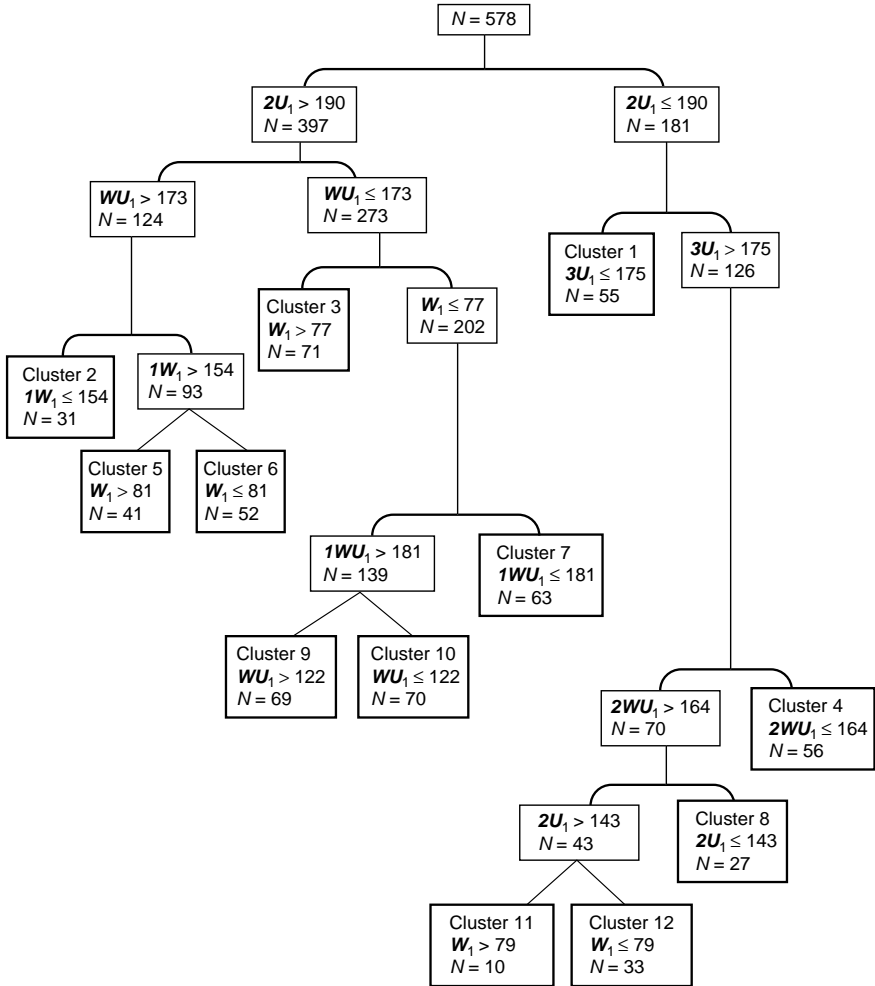 N = 578
2U₁ > 190
N = 397
2U₁ ≤ 190
N = 181
WU₁ > 173
N = 124
WU₁ ≤ 173
N = 273
Cluster 1
3U₁ ≤ 175
N = 55
3U₁ > 175
N = 126
Cluster 3
W₁ > 77
N = 71
W₁ ≤ 77
N = 202
Cluster 2
1W₁ ≤ 154
N = 31
1W₁ > 154
N = 93
Cluster 5
W₁ > 81
N = 41
Cluster 6
W₁ ≤ 81
N = 52
1WU₁ > 181
N = 139
Cluster 7
1WU₁ ≤ 181
N = 63
Cluster 9
WU₁ > 122
N = 69
Cluster 10
WU₁ ≤ 122
N = 70
2WU₁ > 164
N = 70
Cluster 4
2WU₁ ≤ 164
N = 56
2U₁ > 143
N = 43
Cluster 8
2U₁ ≤ 143
N = 27
Cluster 11
W₁ > 79
N = 10
Cluster 12
W₁ ≤ 79
N = 33